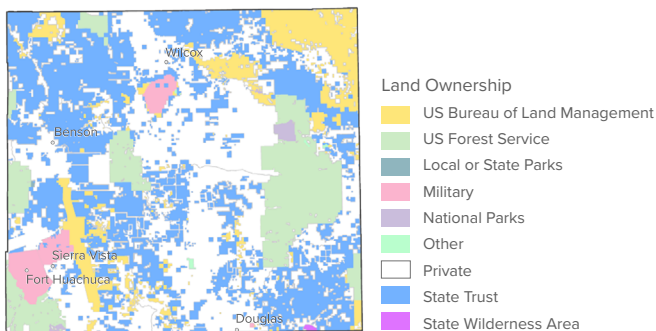 Wilcox
Benson
Sierra Vista
Fort Huachuca
Douglas
Land Ownership
US Bureau of Land Management
US Forest Service
Local or State Parks
Military
National Parks
Other
Private
State Trust
State Wilderness Area